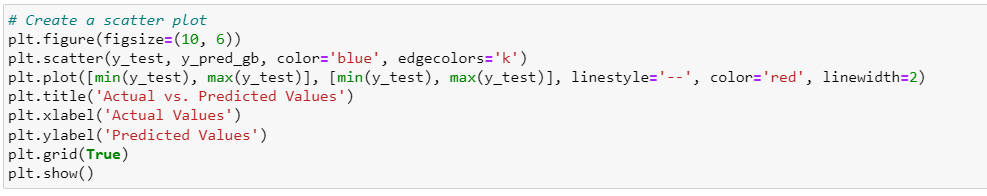 # Create a scatter plot
plt.figure(figsize=(10, 6))
plt.scatter(y_test, y_pred_gb, color='blue', edgecolors='k')
plt.plot([min(y_test), max(y_test)], [min(y_test), max(y_test)], linestyle='--', color='red', linewidth=2)
plt.title('Actual vs. Predicted Values')
plt.xlabel('Actual Values')
plt.ylabel('Predicted Values')
plt.grid(True)
plt.show()